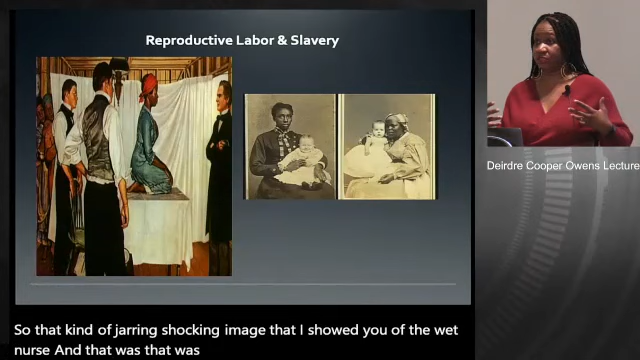 Reproductive Labor & Slavery
Deirdre Cooper Owens Lecture
So that kind of jarring shocking image that I showed you of the wet
nurse And that was that was